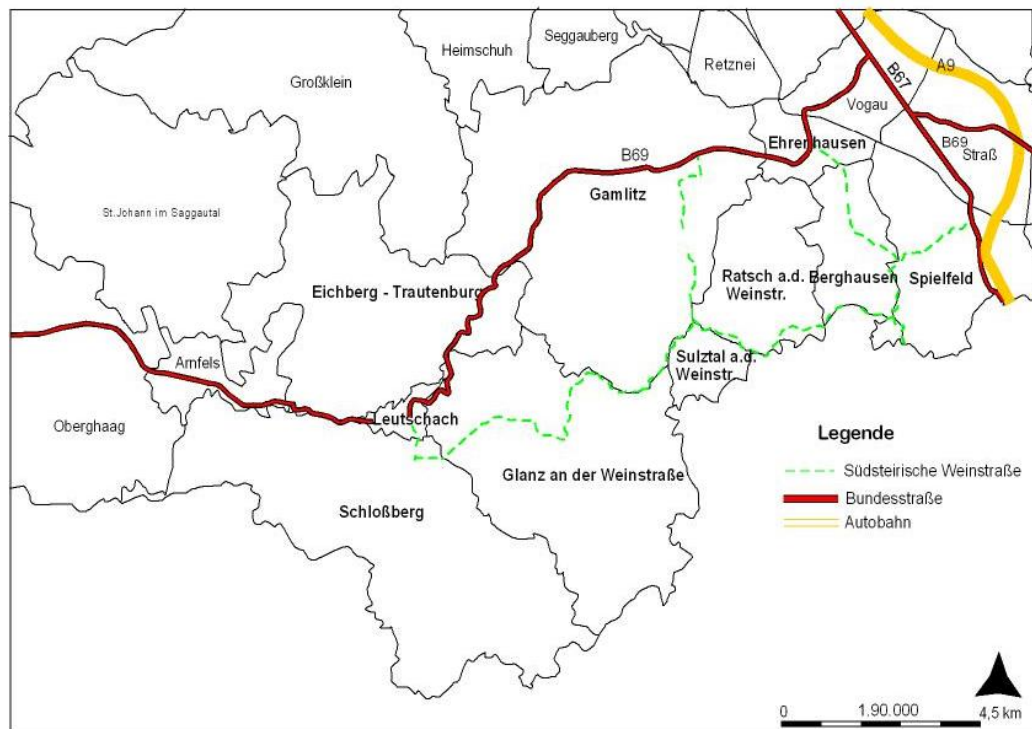 Seggauberg
Heimschuh
Retznei
A9
B67
Großklein
Vogau
Ehrenhausen
B69
Straß
B69
Gamlitz
St.Johann im Saggautal
Ratsch a.d.
Weinstr.
Berghausen
Spielfeld
Eichberg - Trautenburg
Arnfels
Sulztal a.d.
Weinstr.
Leutschach
Oberghaag
Glanz an der Weinstraße
Schloßberg
Legende
Südsteirische Weinstraße
Bundesstraße
Autobahn
0 1.90.000 4,5 km